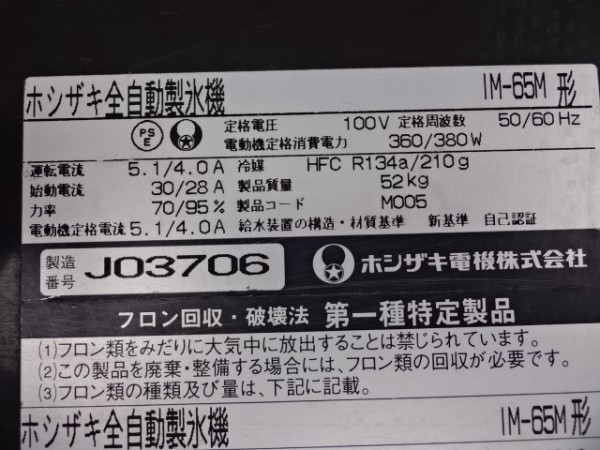 ホシザキ全自動製氷機 IM-65M 形
PS E 定格電圧 100V 定格周波数 50/60 Hz
電動機定格消費電力 360/380W
運転電流 5.1/4.0 A 冷媒 HFC R134a/210g
始動電流 30/28 A 製品質量 52kg
力率 70/95% 製品コード M005
電動機定格電流 5.1/4.0 A 給水装置の構造・材質基準 新基準 自己認証
製造番号 J03706 ホシザキ電機株式会社
フロン回収・破壊法 第一種特定製品
(1)フロン類をみだりに大気中に放出することは禁じられています。
(2)この製品を廃棄・整備する場合には、フロン類の回収が必要です。
(3)フロン類の種類及び量は、下記に記載。
ホシザキ全自動製氷機 IM-65M 形